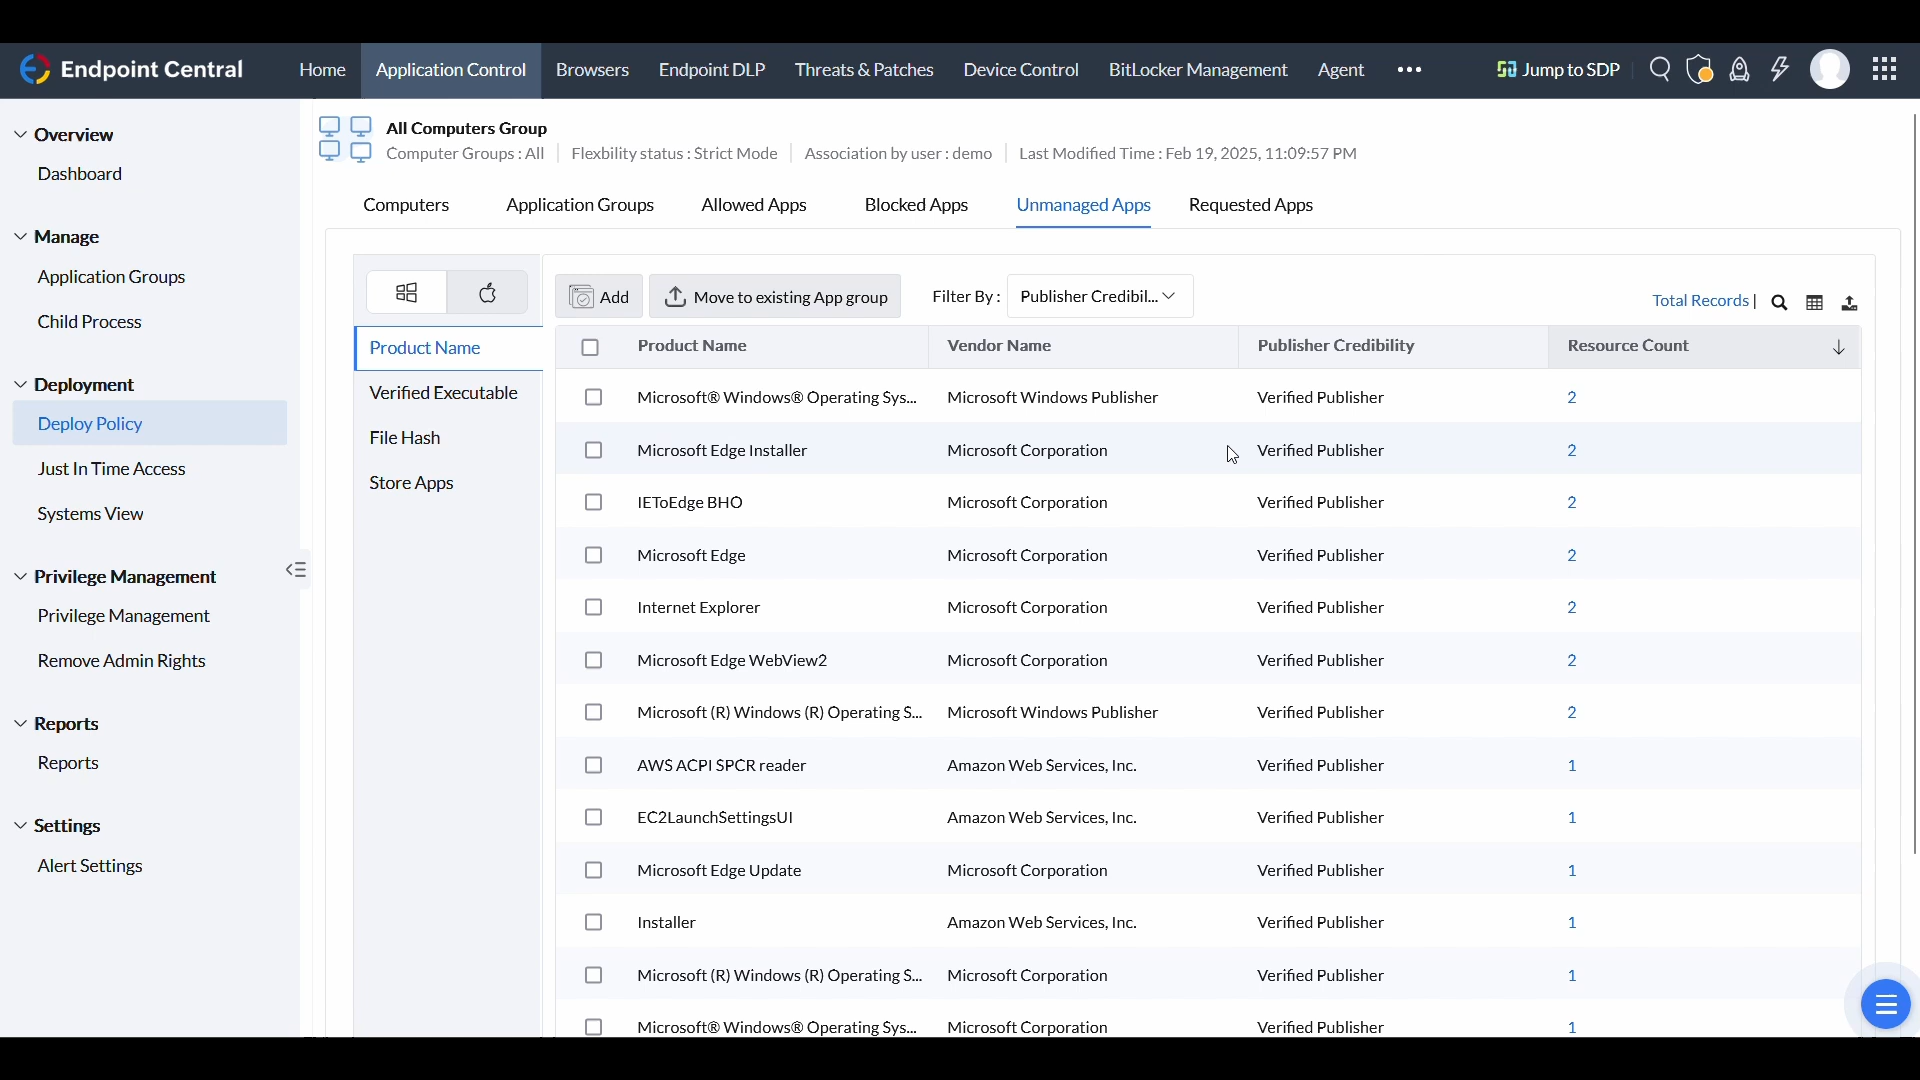 Endpoint Central
Home
Application Control
Browsers
Endpoint DLP
Threats & Patches
Device Control
BitLocker Management
Agent
•••
Jump to SDP
Overview
Dashboard
Manage
Application Groups
Child Process
Deployment
Deploy Policy
Just In Time Access
Systems View
Privilege Management
Privilege Management
Remove Admin Rights
Reports
Reports
Settings
Alert Settings
All Computers Group
Computer Groups : All | Flexbility status : Strict Mode | Association by user : demo | Last Modified Time : Feb 19, 2025, 11:09:57 PM
Computers
Application Groups
Allowed Apps
Blocked Apps
Unmanaged Apps
Requested Apps
Product Name
Verified Executable
File Hash
Store Apps
Add
Move to existing App group
Filter By :
Publisher Credibil...
Total Records |
Product Name Vendor Name Publisher Credibility Resource Count
Microsoft® Windows® Operating Sys... Microsoft Windows Publisher Verified Publisher 2
Microsoft Edge Installer Microsoft Corporation Verified Publisher 2
IEToEdge BHO Microsoft Corporation Verified Publisher 2
Microsoft Edge Microsoft Corporation Verified Publisher 2
Internet Explorer Microsoft Corporation Verified Publisher 2
Microsoft Edge WebView2 Microsoft Corporation Verified Publisher 2
Microsoft (R) Windows (R) Operating S... Microsoft Windows Publisher Verified Publisher 2
AWS ACPI SPCR reader Amazon Web Services, Inc. Verified Publisher 1
EC2LaunchSettingsUI Amazon Web Services, Inc. Verified Publisher 1
Microsoft Edge Update Microsoft Corporation Verified Publisher 1
Installer Amazon Web Services, Inc. Verified Publisher 1
Microsoft (R) Windows (R) Operating S... Microsoft Corporation Verified Publisher 1
Microsoft® Windows® Operating Sys... Microsoft Corporation Verified Publisher 1